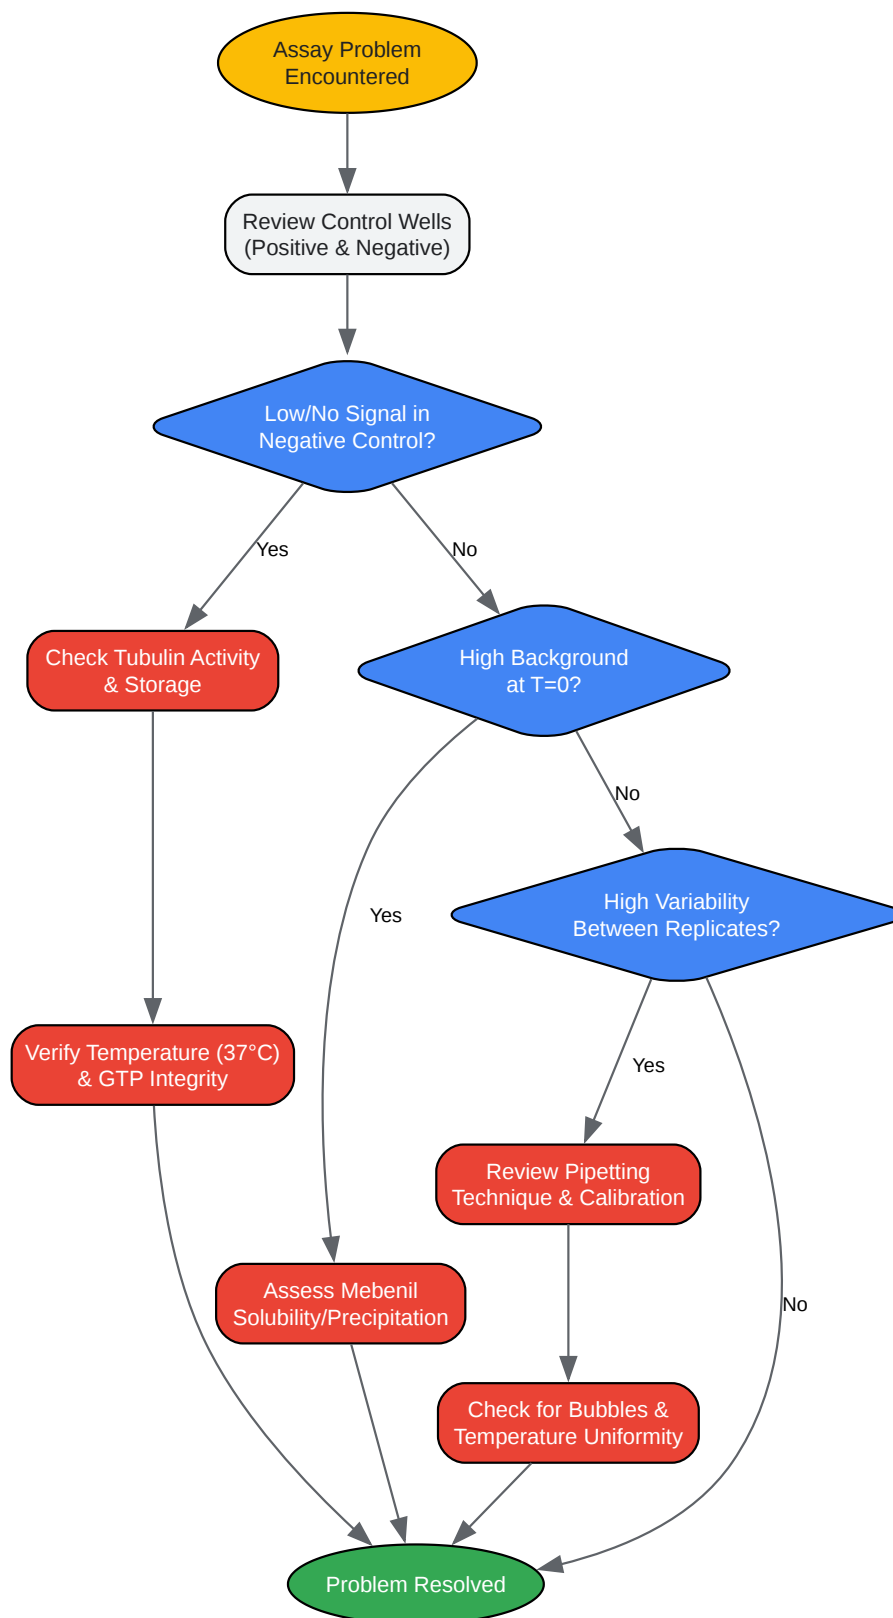 Assay Problem
Encountered
Review Control Wells
(Positive & Negative)
Low/No Signal in
Negative Control?
Yes
No
Check Tubulin Activity
& Storage
High Background
at T=0?
No
Yes
High Variability
Between Replicates?
Verify Temperature (37°C)
& GTP Integrity
Yes
Review Pipetting
Technique & Calibration
Assess Mebenil
Solubility/Precipitation
No
Check for Bubbles &
Temperature Uniformity
Problem Resolved